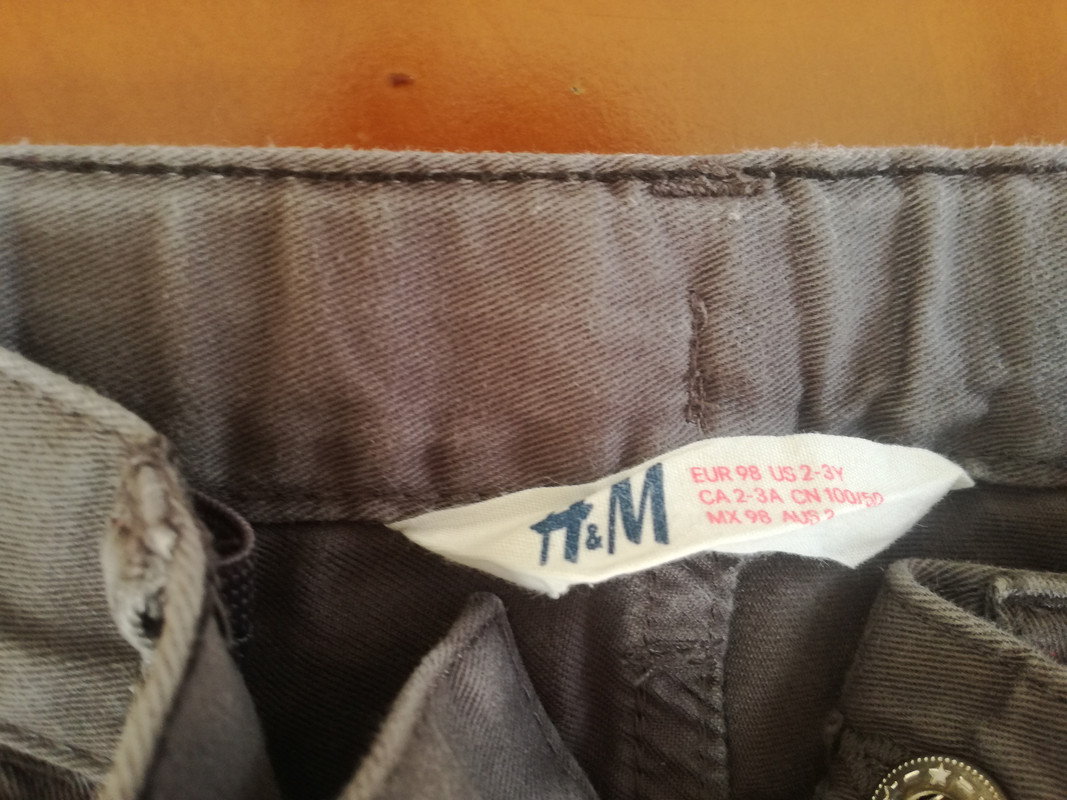 H&M
EUR 98 US 2-3Y
CA 2-3A CN 100/50
MX 98 AUS 2